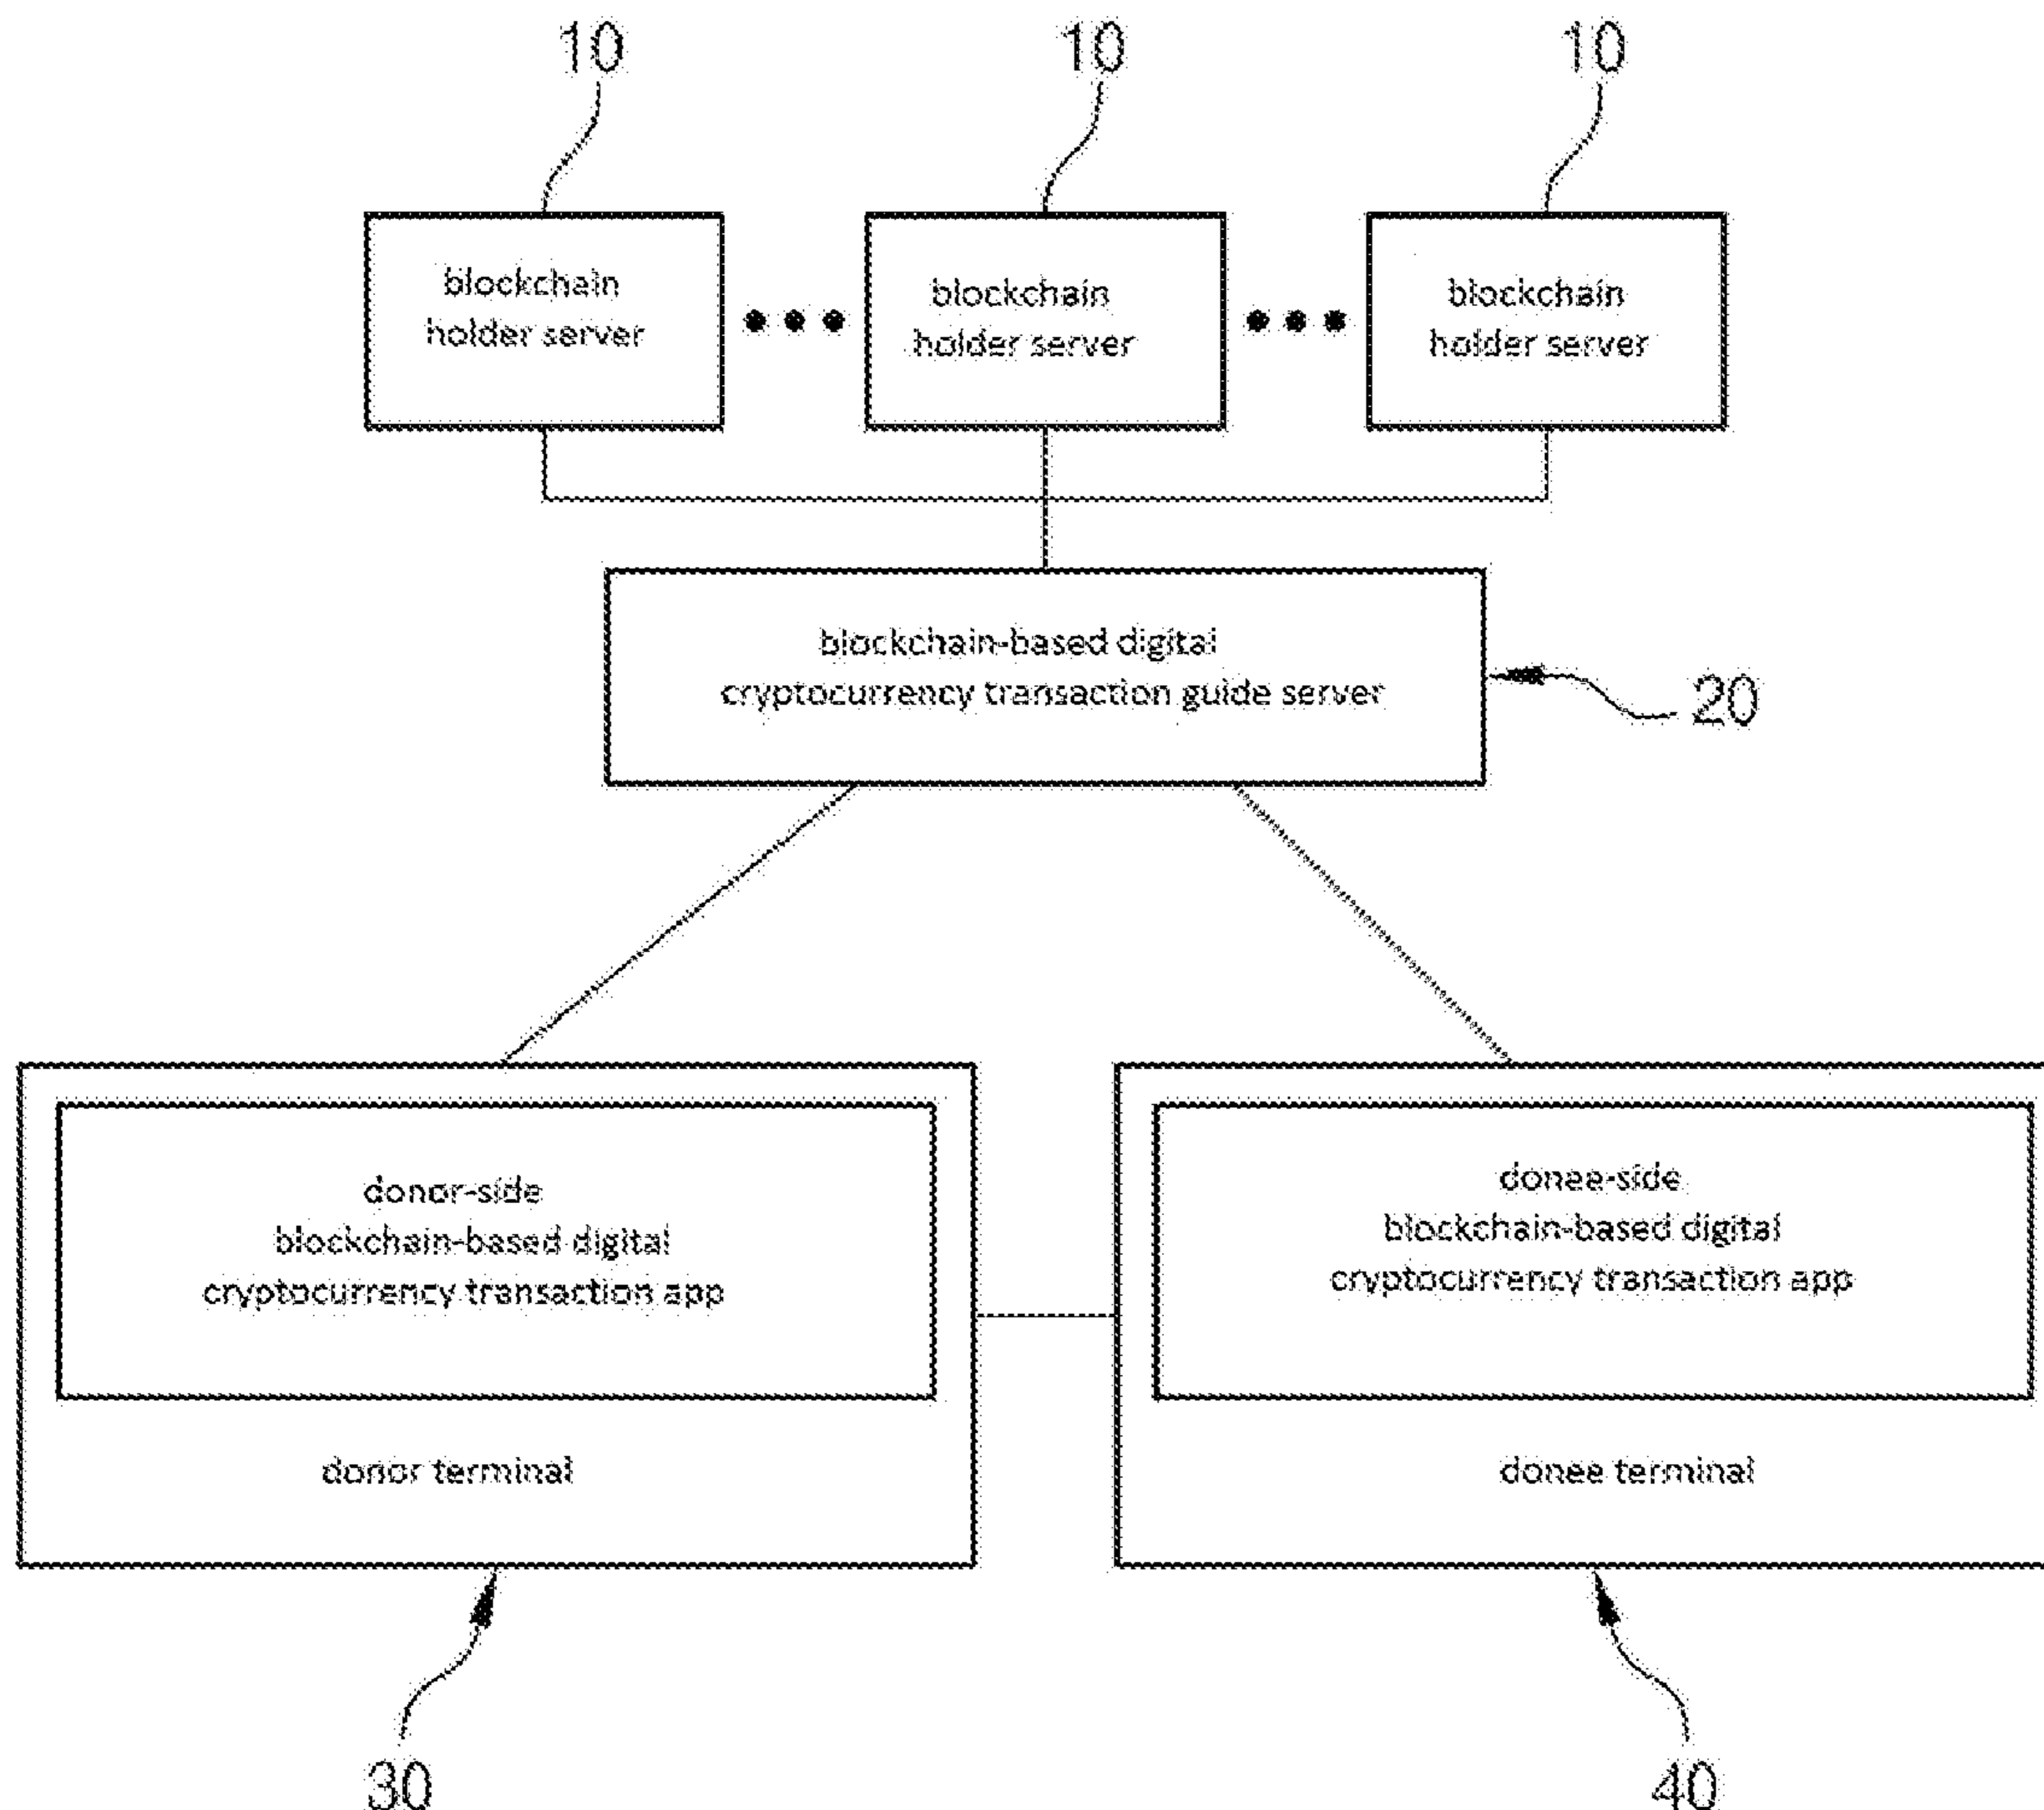 10 10 10
blockchain
holder server
blockchain
holder server
blockchain
holder server
blockchain-based digital
cryptocurrency transaction guide server
20
donor-side
blockchain-based digital
cryptocurrency transaction app
donor terminal
donee-side
blockchain-based digital
cryptocurrency transaction app
donee terminal
30 40